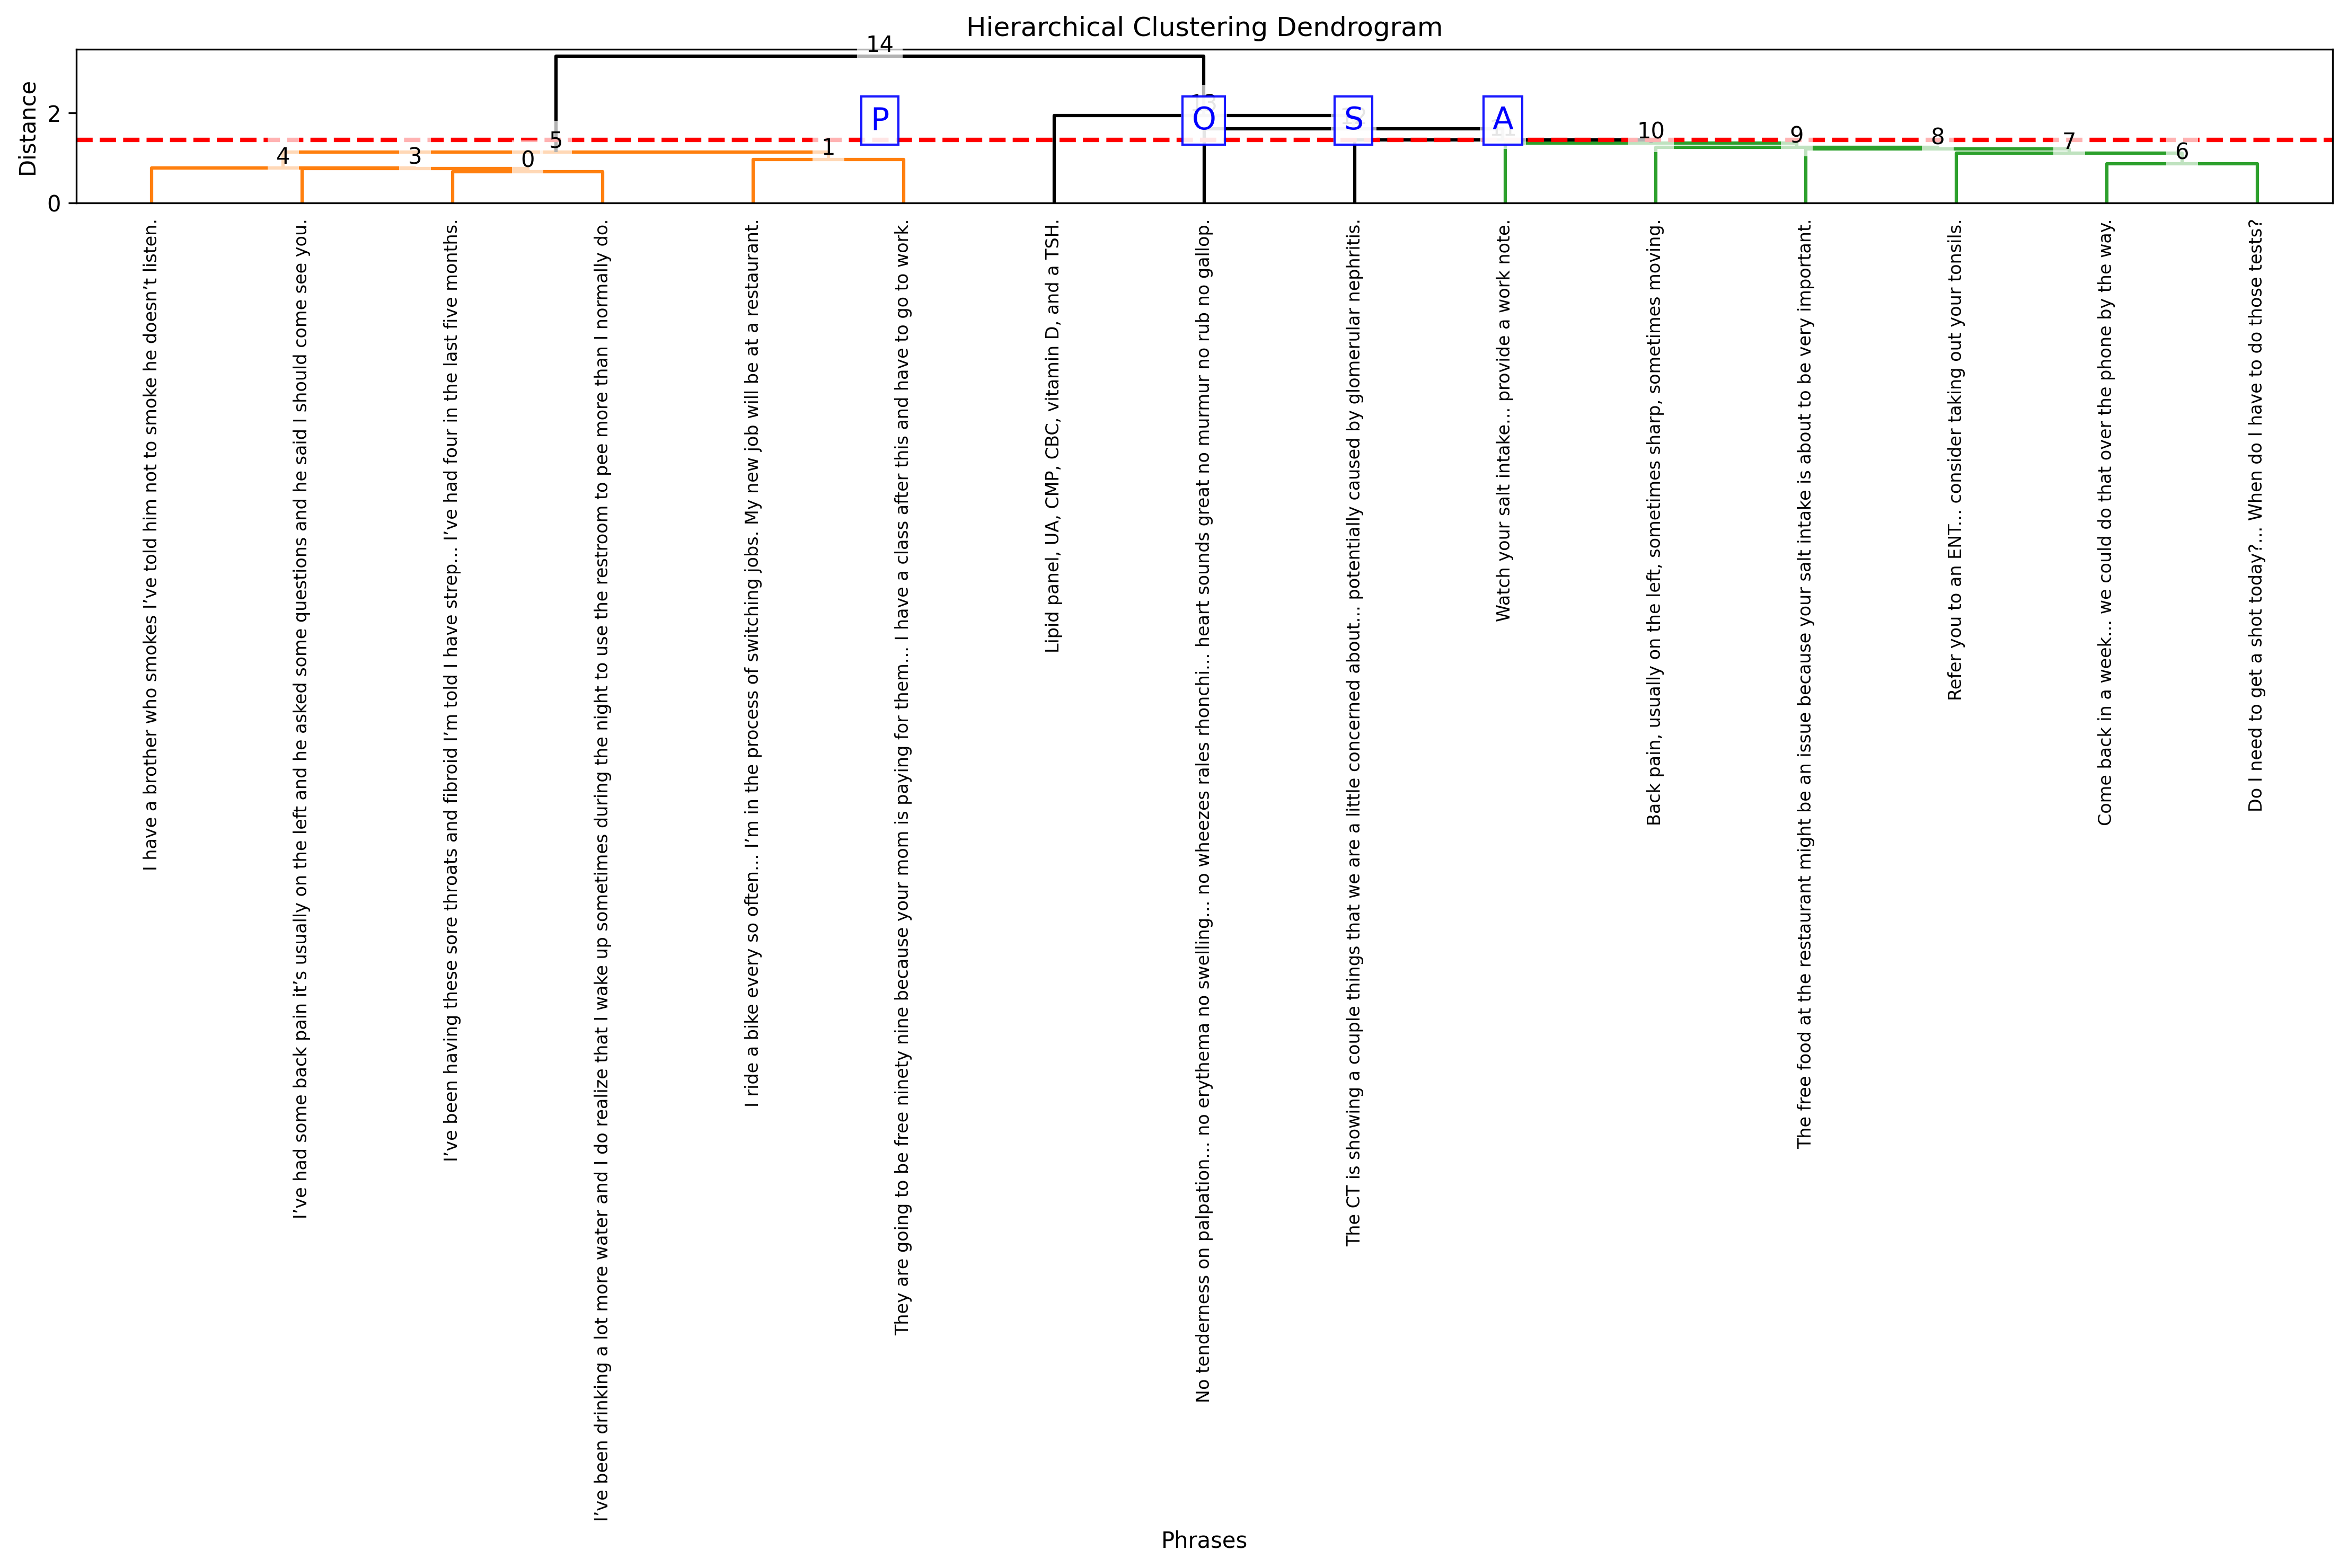 Hierarchical Clustering Dendrogram
14
Distance
2
0
P
O
S
A
5
4
3
0
1
10
9
8
7
6
I have a brother who smokes I’ve told him not to smoke he doesn’t listen.
I’ve had some back pain it’s usually on the left and he asked some questions and he said I should come see you.
I’ve been having these sore throats and fibroid I’m told I have strep... I’ve had four in the last five months.
I’ve been drinking a lot more water and I do realize that I wake up sometimes during the night to use the restroom to pee more than I normally do.
I ride a bike every so often... I’m in the process of switching jobs. My new job will be at a restaurant.
They are going to be free ninety nine because your mom is paying for them... I have a class after this and have to go to work.
Lipid panel, UA, CMP, CBC, vitamin D, and a TSH.
No tenderness on palpation... no erythema no swelling... no wheezes rales rhonchi... heart sounds great no murmur no rub no gallop.
The CT is showing a couple things that we are a little concerned about... potentially caused by glomerular nephritis.
Watch your salt intake... provide a work note.
Back pain, usually on the left, sometimes sharp, sometimes moving.
The free food at the restaurant might be an issue because your salt intake is about to be very important.
Refer you to an ENT... consider taking out your tonsils.
Come back in a week... we could do that over the phone by the way.
Do I need to get a shot today?... When do I have to do those tests?
Phrases